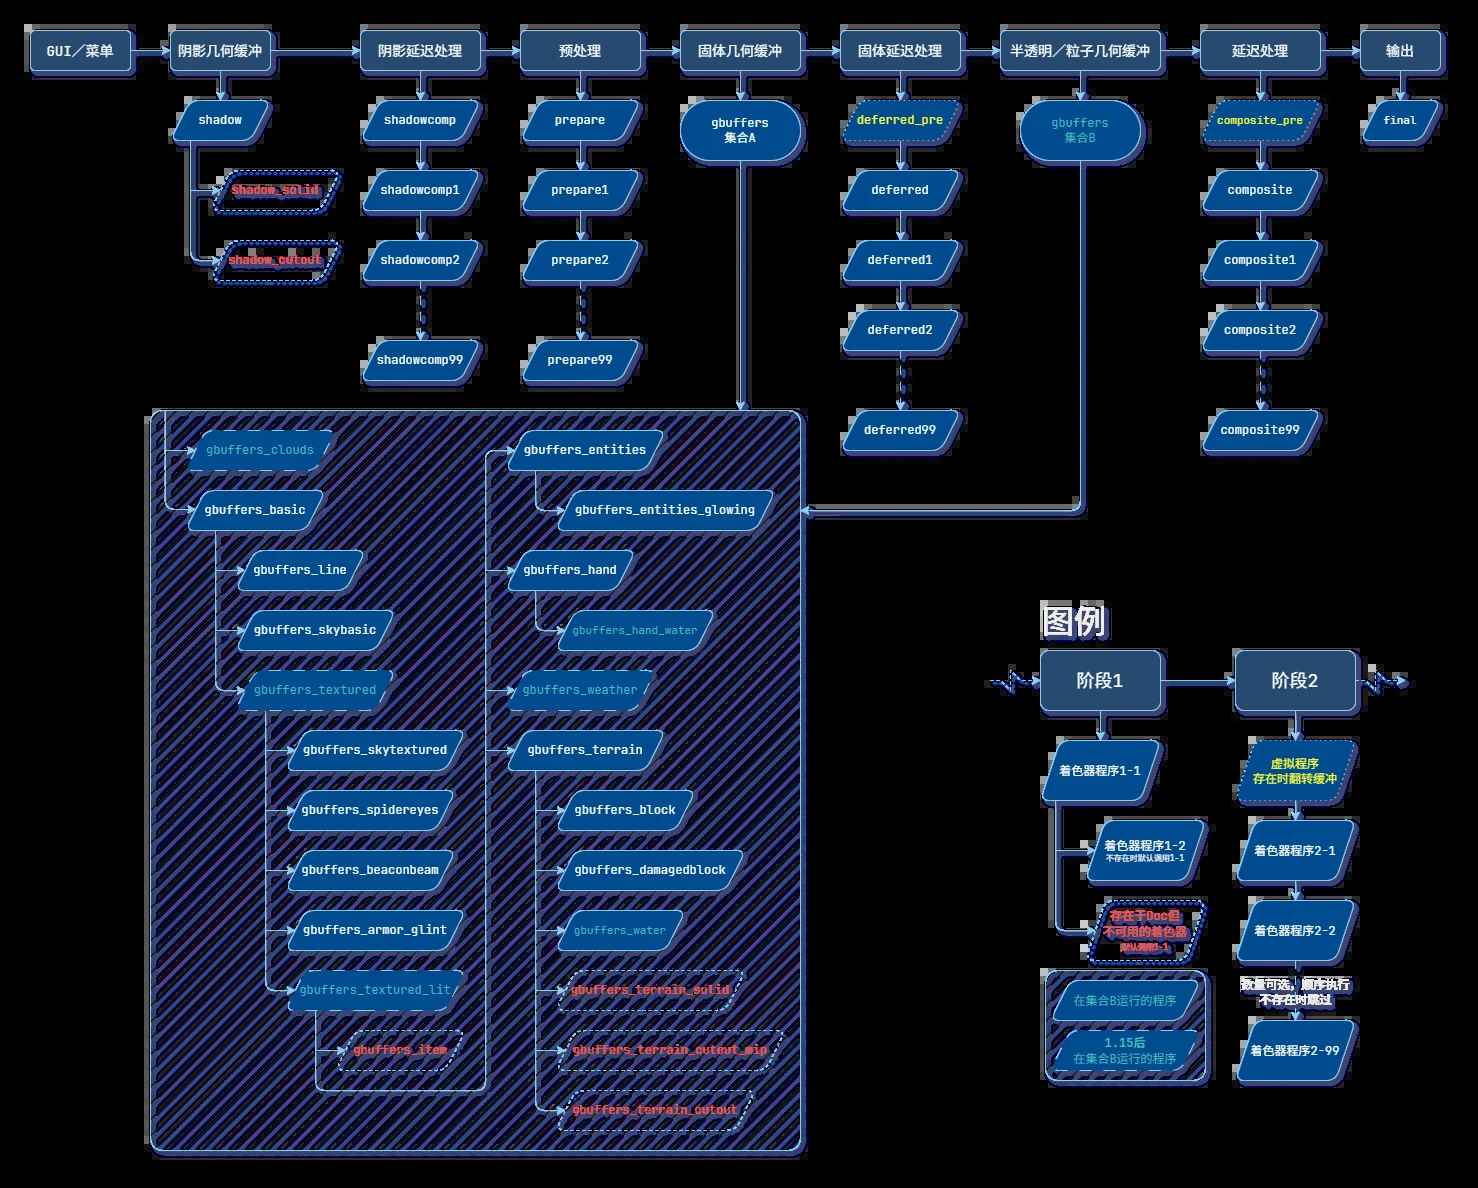 GUI／菜单
阴影几何缓冲
阴影延迟处理
预处理
固体几何缓冲
固体延迟处理
半透明／粒子几何缓冲
延迟处理
输出
shadow
shadow_solid
shadow_cutout
shadowcomp
shadowcomp1
shadowcomp2
shadowcomp99
prepare
prepare1
prepare2
prepare99
gbuffers
集合A
deferred_pre
deferred
deferred1
deferred2
deferred99
gbuffers
集合B
composite_pre
composite
composite1
composite2
composite99
final
gbuffers_clouds
gbuffers_basic
gbuffers_line
gbuffers_skybasic
gbuffers_textured
gbuffers_skytextured
gbuffers_spidereyes
gbuffers_beaconbeam
gbuffers_armor_glint
gbuffers_textured_lit
gbuffers_item
gbuffers_entities
gbuffers_entities_glowing
gbuffers_hand
gbuffers_hand_water
gbuffers_weather
gbuffers_terrain
gbuffers_block
gbuffers_damagedblock
gbuffers_water
gbuffers_terrain_solid
gbuffers_terrain_cutout_mip
gbuffers_terrain_cutout
图例
阶段1
阶段2
着色器程序1-1
着色器程序1-2
不存在时默认调用1-1
存在于Doc但
不可用的着色器
默认调用1-1
在集合B运行的程序
1.15后
在集合B运行的程序
虚拟程序
存在时翻转缓冲
着色器程序2-1
着色器程序2-2
数量可选，顺序执行
不存在时跳过
着色器程序2-99